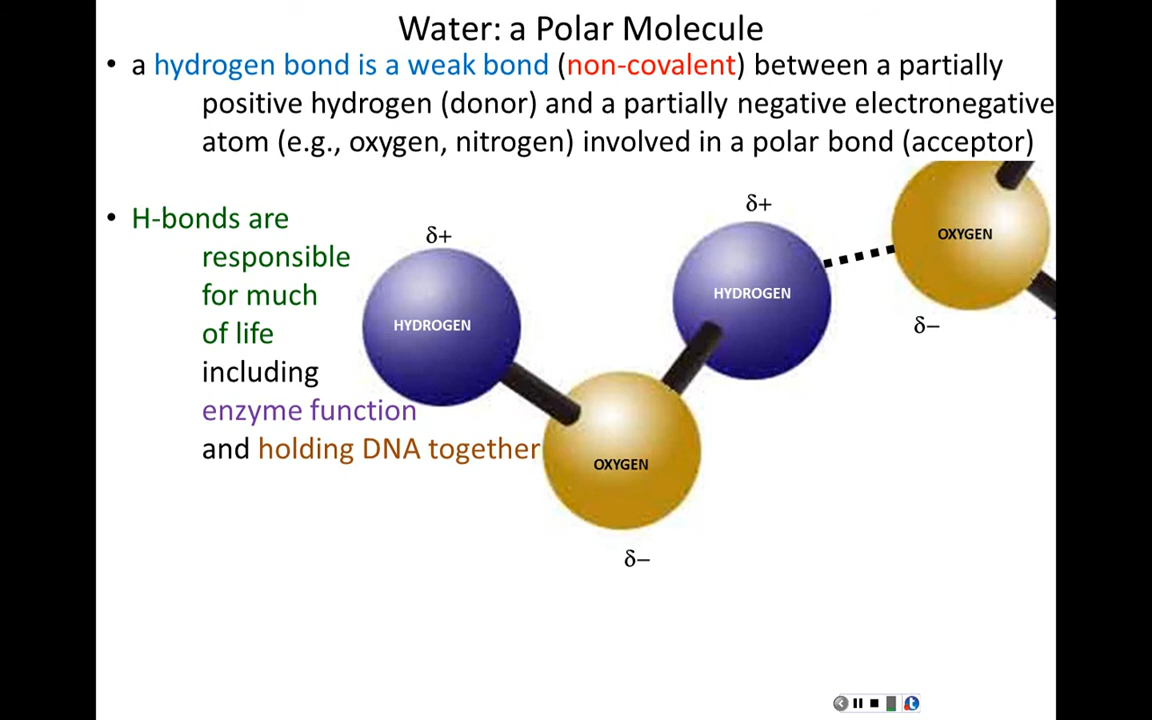 Water: a Polar Molecule
• a hydrogen bond is a weak bond (non-covalent) between a partially
positive hydrogen (donor) and a partially negative electronegative
atom (e.g., oxygen, nitrogen) involved in a polar bond (acceptor)
• H-bonds are
responsible
for much
of life
including
enzyme function
and holding DNA together
δ+
HYDROGEN
δ+
HYDROGEN
OXYGEN
δ−
OXYGEN
δ−